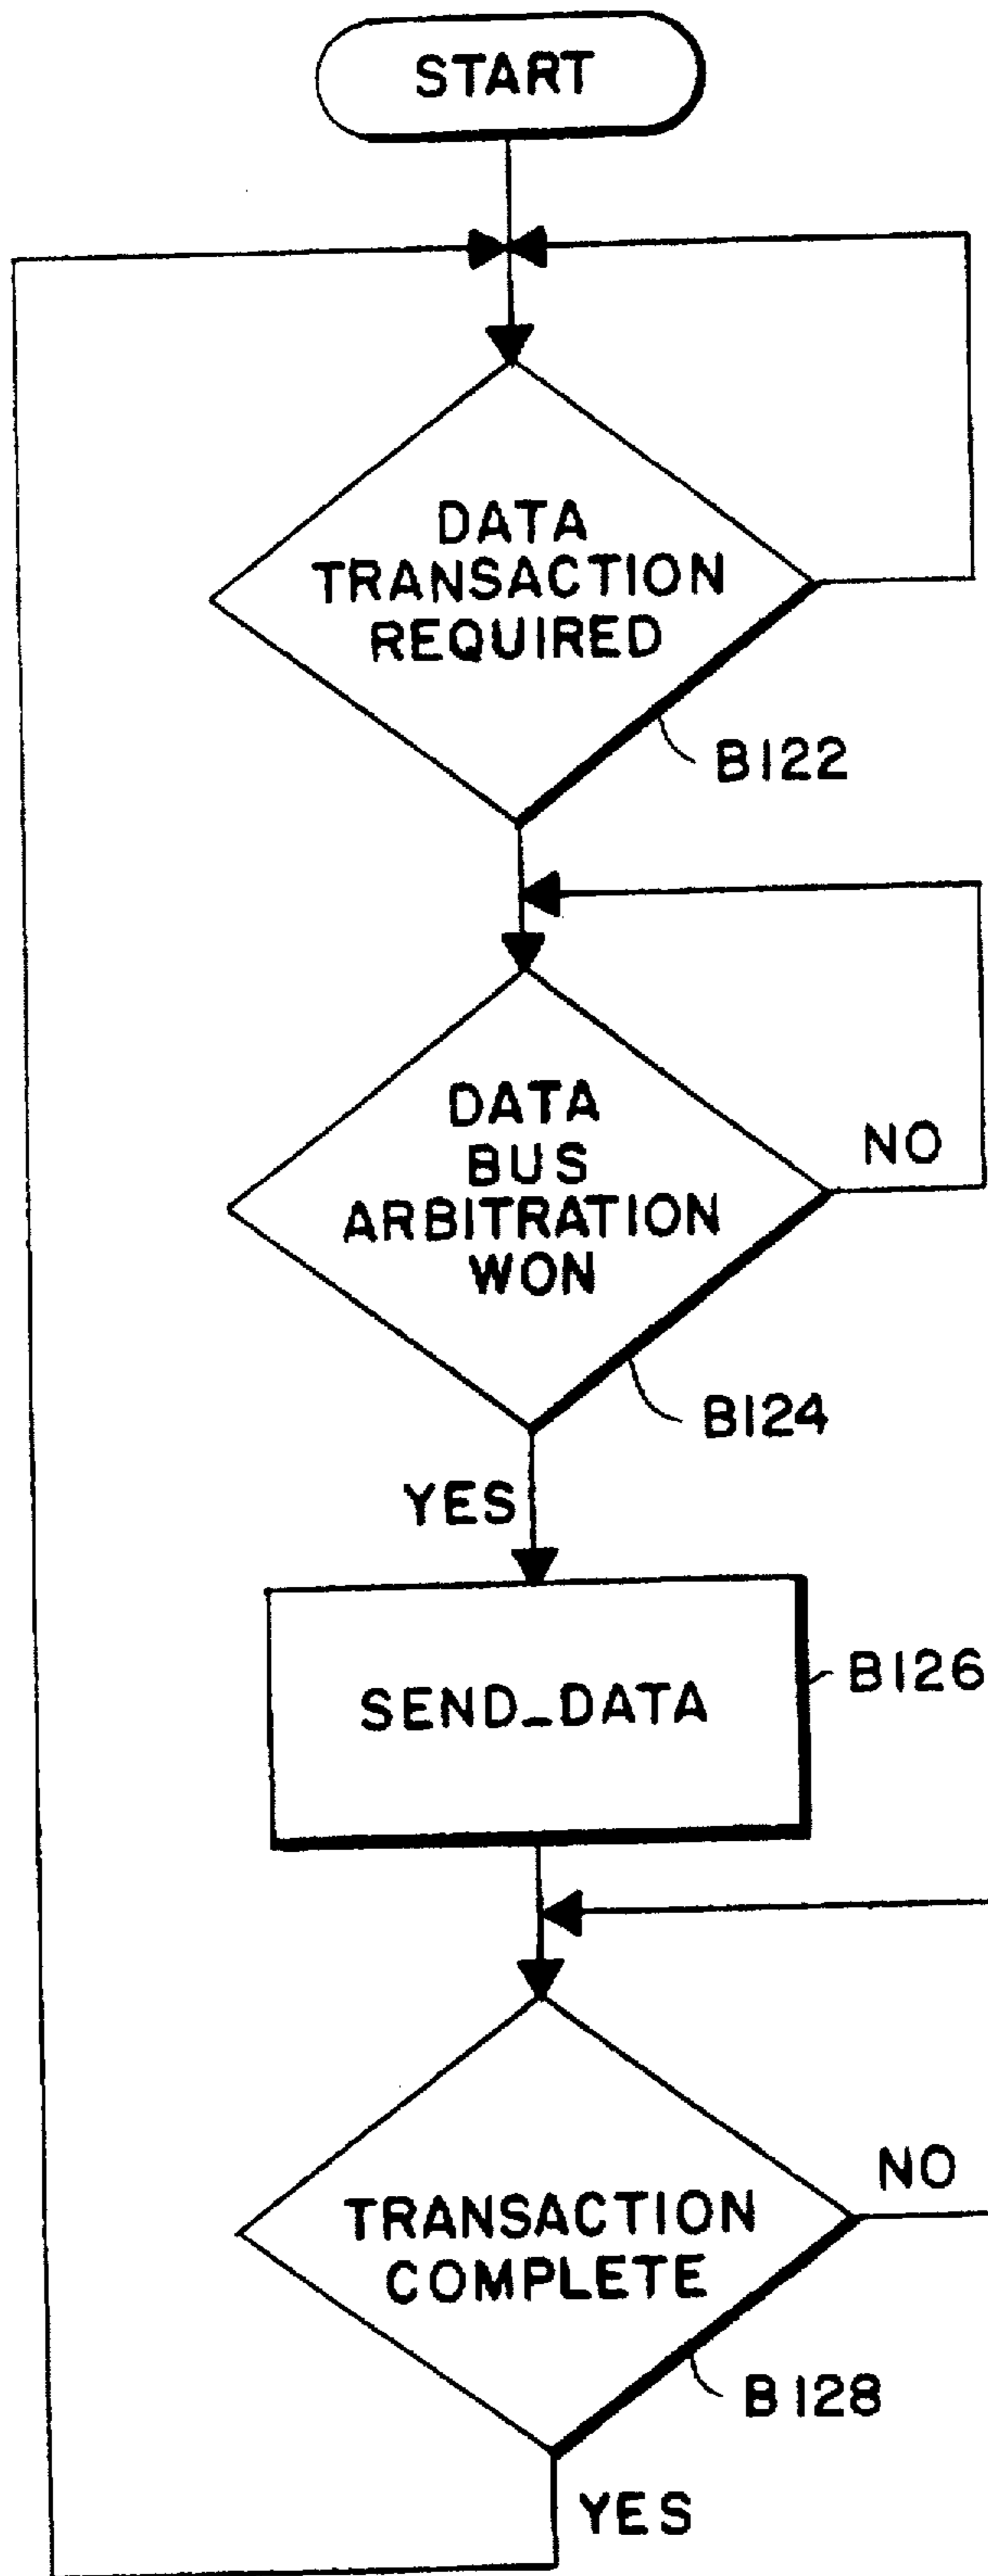 START
DATA
TRANSACTION
REQUIRED
B122
DATA
BUS
ARBITRATION
WON
NO
B124
YES
SEND_DATA
B126
TRANSACTION
COMPLETE
NO
B128
YES